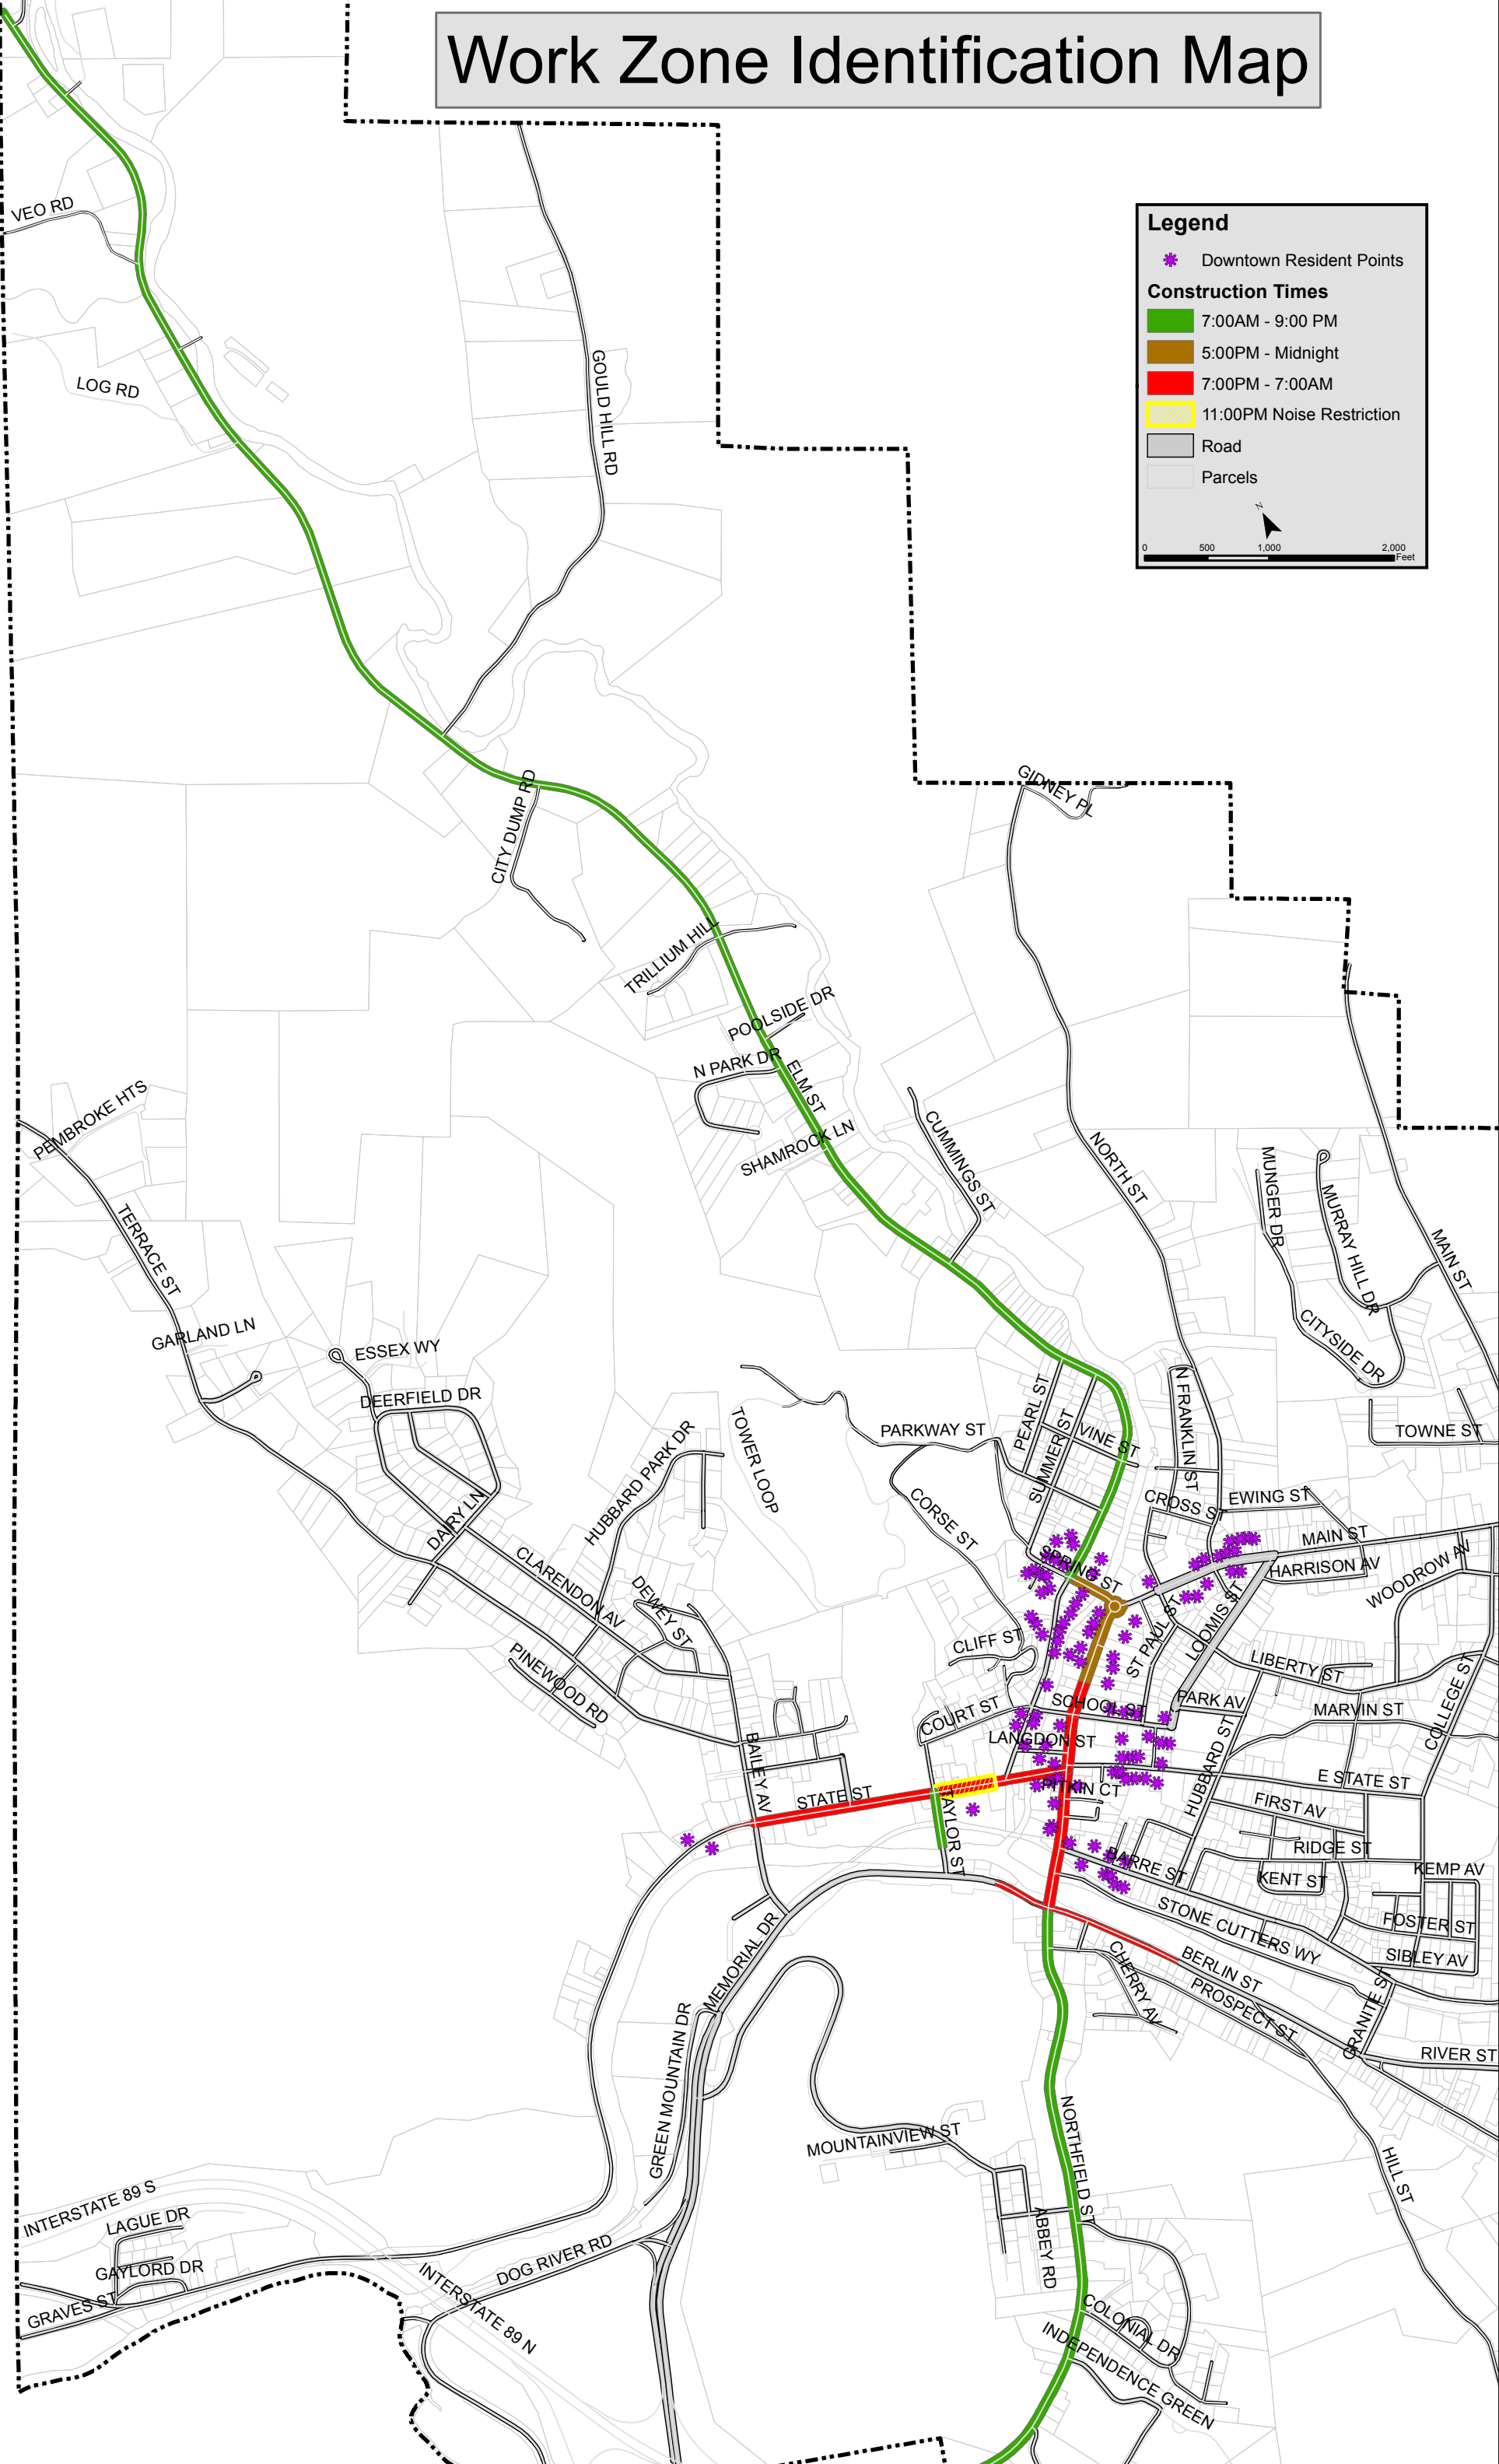 Work Zone Identification Map
Legend
Downtown Resident Points
Construction Times
7:00AM - 9:00 PM
5:00PM - Midnight
7:00PM - 7:00AM
11:00PM Noise Restriction
Road
Parcels
N
0 500 1,000 2,000
Feet
VEO RD
LOG RD
GOULD HILL RD
CITY DUMP RD
GIDNEY PL
TRILLIUM HILL
POOLSIDE DR
N PARK DR
ELM ST
SHAMROCK LN
CUMMINGS ST
NORTH ST
MUNGER DR
MURRAY HILL DR
MAIN ST
CITYSIDE DR
PEMBROKE HTS
TERRACE ST
GARLAND LN
ESSEX WY
DEERFIELD DR
HUBBARD PARK DR
TOWER LOOP
PARKWAY ST
PEARL ST
SUMMER ST
VINE ST
N FRANKLIN ST
TOWNE ST
CORSE ST
CROSS ST
EWING ST
MAIN ST
HARRISON AV
WOODROW AV
DAIRY LN
CLARENDON AV
DEWEY ST
SPRING ST
LOOMIS ST
ST PAUL ST
CLIFF ST
LIBERTY ST
COLLEGE ST
PINEWOOD RD
COURT ST
SCHOOL ST
PARK AV
MARVIN ST
LANGDON ST
BAILEY AV
HUBBARD ST
E STATE ST
STATE ST
PITKIN CT
FIRST AV
TAYLOR ST
RIDGE ST
BARRE ST
KENT ST
KEMP AV
STONE CUTTERS WY
FOSTER ST
SIBLEY AV
MEMORIAL DR
CHERRY AV
BERLIN ST
PROSPECT ST
GRANITE ST
RIVER ST
GREEN MOUNTAIN DR
MOUNTAINVIEW ST
NORTHFIELD ST
HILL ST
INTERSTATE 89 S
LAGUE DR
GAYLORD DR
GRAVES ST
DOG RIVER RD
INTERSTATE 89 N
ABBEY RD
COLONIAL DR
INDEPENDENCE GREEN